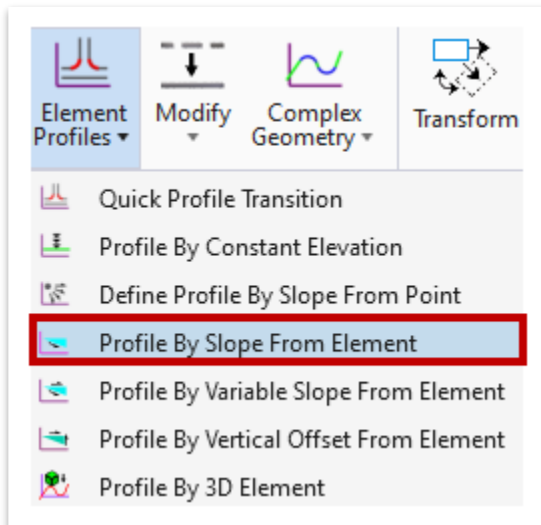 Element Profiles
Modify
Complex Geometry
Transform
Quick Profile Transition
Profile By Constant Elevation
Define Profile By Slope From Point
Profile By Slope From Element
Profile By Variable Slope From Element
Profile By Vertical Offset From Element
Profile By 3D Element